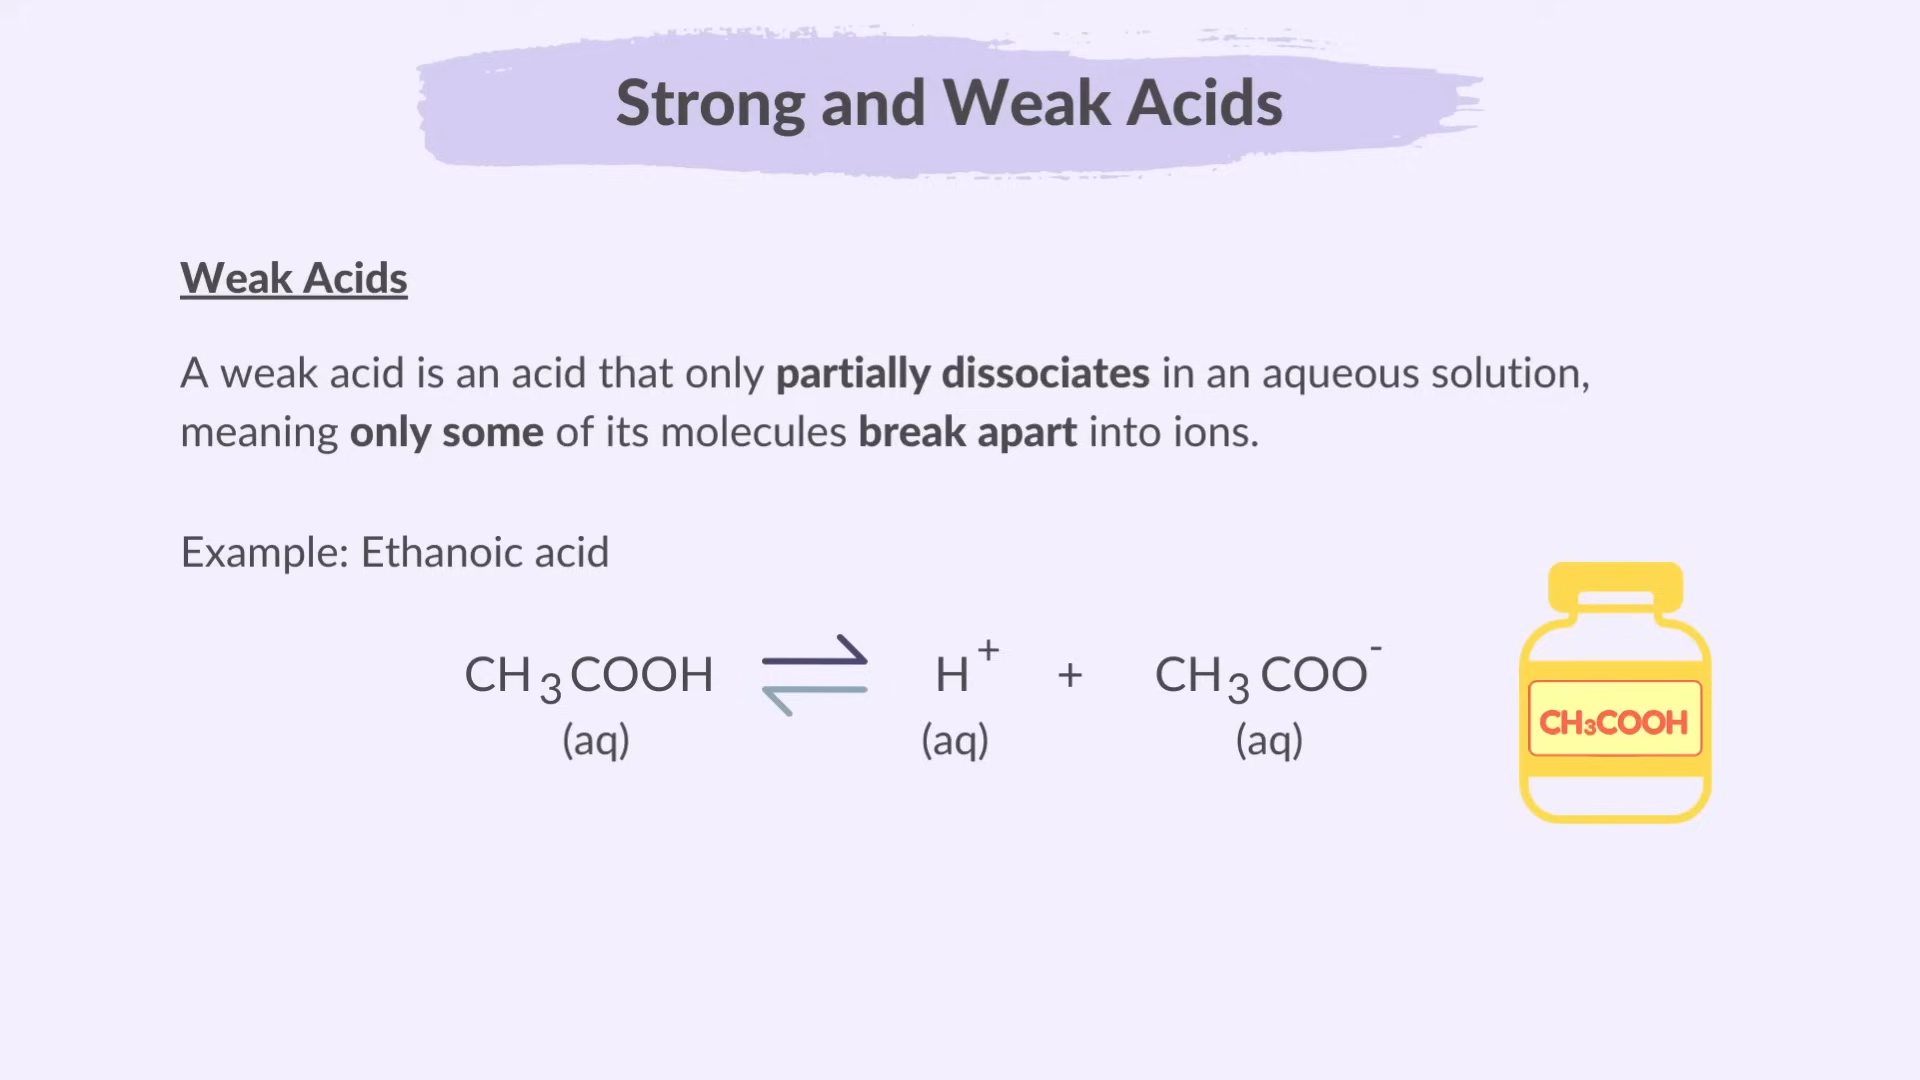 Strong and Weak Acids
Weak Acids
A weak acid is an acid that only partially dissociates in an aqueous solution,
meaning only some of its molecules break apart into ions.
Example: Ethanoic acid
CH₃COOH ⇌ H⁺ + CH₃COO⁻
(aq) (aq) (aq)
CH₃COOH